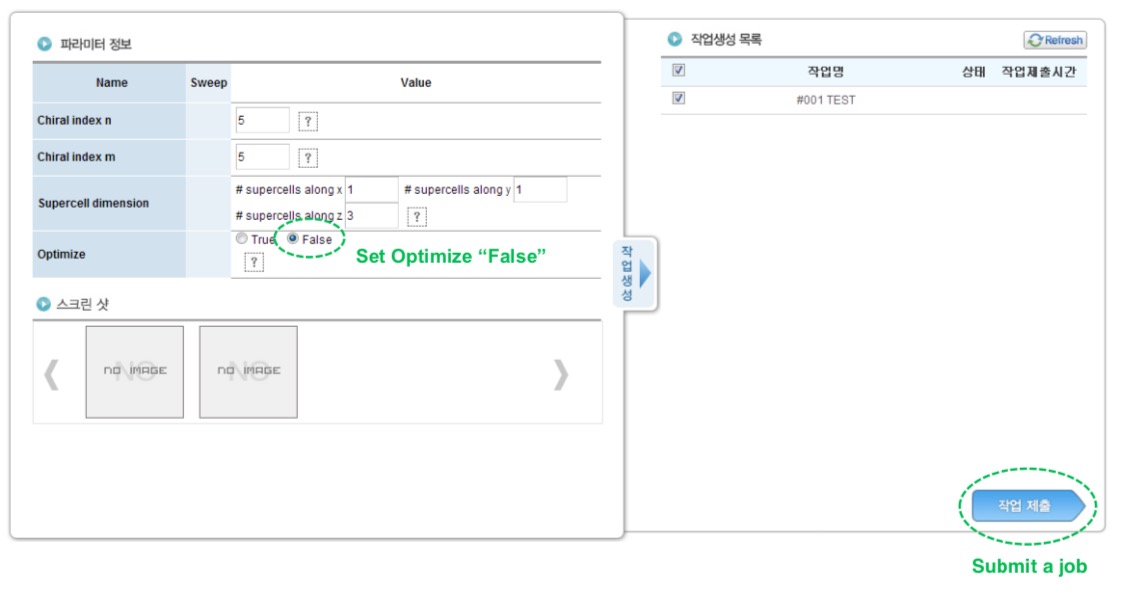 파라미터 정보
Name Sweep Value
Chiral index n 5 ?
Chiral index m 5 ?
Supercell dimension
# supercells along x 1 # supercells along y 1
# supercells along z 3 ?
Optimize
True False
?
Set Optimize “False”
스크린 샷
NO IMAGE
NO IMAGE
작업생성
작업생성 목록
Refresh
작업명 상태 작업제출시간
#001 TEST
작업 제출
Submit a job